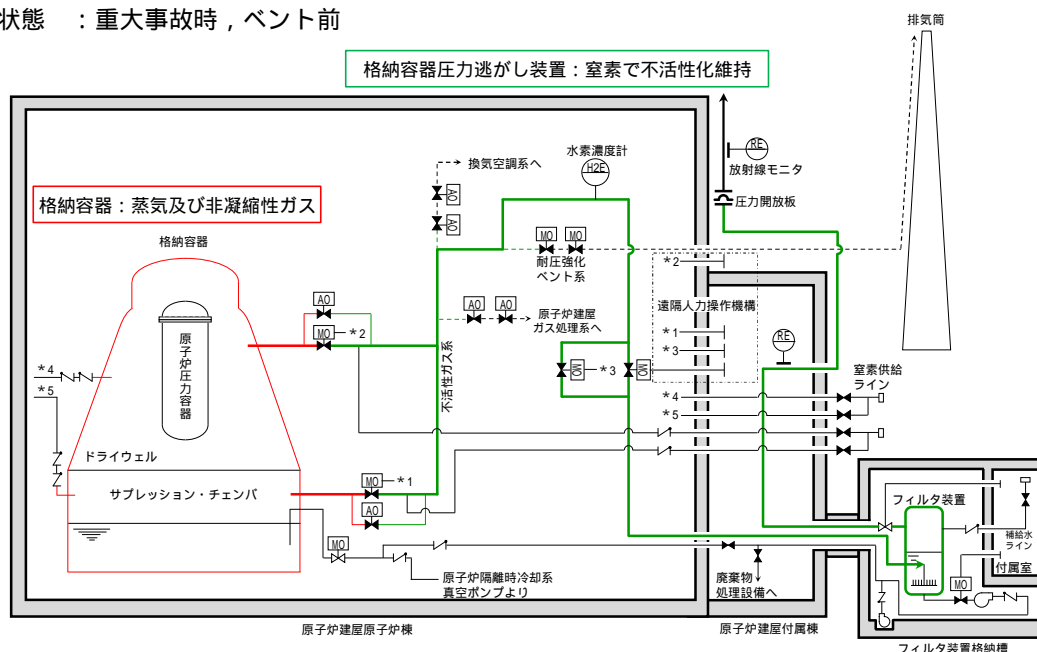 状態　：重大事故時，ベント前
排気筒
格納容器圧力逃がし装置：窒素で不活性化維持
水素濃度計
H2E
RE
放射線モニタ
換気空調系へ
AO
AO
圧力開放板
格納容器：蒸気及び非凝縮性ガス
格納容器
MO
MO
耐圧強化
ベント系
*2
遠隔人力操作機構
AO
AO
AO
原子炉建屋
ガス処理系へ
MO
*2
*1
RE
原子炉圧力容器
不活性ガス系
*3
MO
*3
MO
窒素供給
ライン
*4
*5
*4
*5
ドライウェル
サプレッション・チェンバ
MO
*1
AO
フィルタ装置
補給水
ライン
付属室
MO
MO
原子炉隔離時冷却系
真空ポンプより
廃棄物
処理設備へ
原子炉建屋原子炉棟
原子炉建屋付属棟
フィルタ装置格納槽